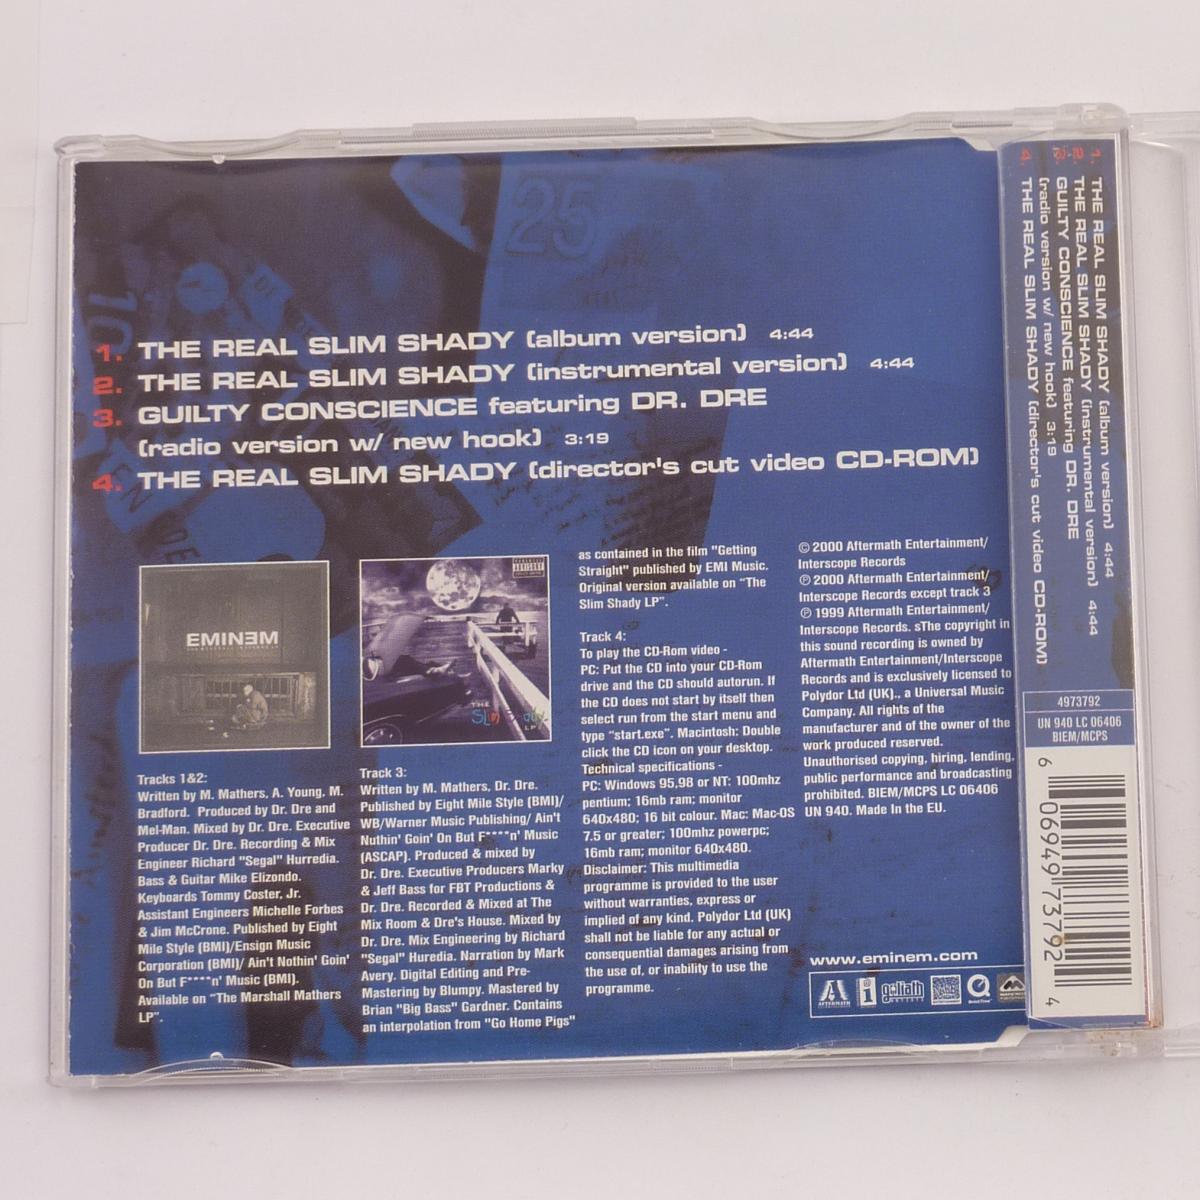 25
1. THE REAL SLIM SHADY (album version) 4:44
2. THE REAL SLIM SHADY (instrumental version) 4:44
3. GUILTY CONSCIENCE featuring DR. DRE
(radio version w/ new hook) 3:19
4. THE REAL SLIM SHADY (director's cut video CD-ROM)
EMINEM
Tracks 1&2:
Written by M. Mathers, A. Young, M.
Bradford. Produced by Dr. Dre and
Mel-Man. Mixed by Dr. Dre. Executive
Producer Dr. Dre. Recording & Mix
Engineer Richard "Segal" Hurredia.
Bass & Guitar Mike Elizondo.
Keyboards Tommy Coster, Jr.
Assistant Engineers Michelle Forbes
& Jim McCrone. Published by Eight
Mile Style (BMI)/Ensign Music
Corporation (BMI)/ Ain't Nothin' Goin'
On But F****n' Music (BMI).
Available on "The Marshall Mathers
LP".
THE
SLIM SHADY
LP
Track 3:
Written by M. Mathers, Dr. Dre.
Published by Eight Mile Style (BMI)/
WB/Warner Music Publishing/ Ain't
Nuthin' Goin' On But F****n' Music
(ASCAP). Produced & mixed by
Dr. Dre. Executive Producers Marky
& Jeff Bass for FBT Productions &
Dr. Dre. Recorded & Mixed at The
Mix Room & Dre's House. Mixed by
Dr. Dre. Mix Engineering by Richard
"Segal" Huredia. Narration by Mark
Avery. Digital Editing and Pre-
Mastering by Blumpy. Mastered by
Brian "Big Bass" Gardner. Contains
an interpolation from "Go Home Pigs"
as contained in the film "Getting
Straight" published by EMI Music.
Original version available on "The
Slim Shady LP".
Track 4:
To play the CD-Rom video -
PC: Put the CD into your CD-Rom
drive and the CD should autorun. If
the CD does not start by itself then
select run from the start menu and
type "start.exe". Macintosh: Double
click the CD icon on your desktop.
Technical specifications -
PC: Windows 95,98 or NT: 100mhz
pentium; 16mb ram; monitor
640x480; 16 bit colour. Mac: Mac-OS
7.5 or greater; 100mhz powerpc;
16mb ram; monitor 640x480.
Disclaimer: This multimedia
programme is provided to the user
without warranties, express or
implied of any kind. Polydor Ltd (UK)
shall not be liable for any actual or
consequential damages arising from
the use of, or inability to use the
programme.
© 2000 Aftermath Entertainment/
Interscope Records
℗ 2000 Aftermath Entertainment/
Interscope Records except track 3
℗ 1999 Aftermath Entertainment/
Interscope Records. sThe copyright in
this sound recording is owned by
Aftermath Entertainment/Interscope
Records and is exclusively licensed to
Polydor Ltd (UK)., a Universal Music
Company. All rights of the
manufacturer and of the owner of the
work produced reserved.
Unauthorised copying, hiring, lending,
public performance and broadcasting
prohibited. BIEM/MCPS LC 06406
UN 940. Made in the EU.
www.eminem.com
AFTERMATH
goliath
1. THE REAL SLIM SHADY (album version) 4:44
2. THE REAL SLIM SHADY (instrumental version) 4:44
3. GUILTY CONSCIENCE featuring DR. DRE
(radio version w/ new hook) 3:19
4. THE REAL SLIM SHADY (director's cut video CD-ROM)
4973792
UN 940 LC 06406
BIEM/MCPS
6 06949 73792 4